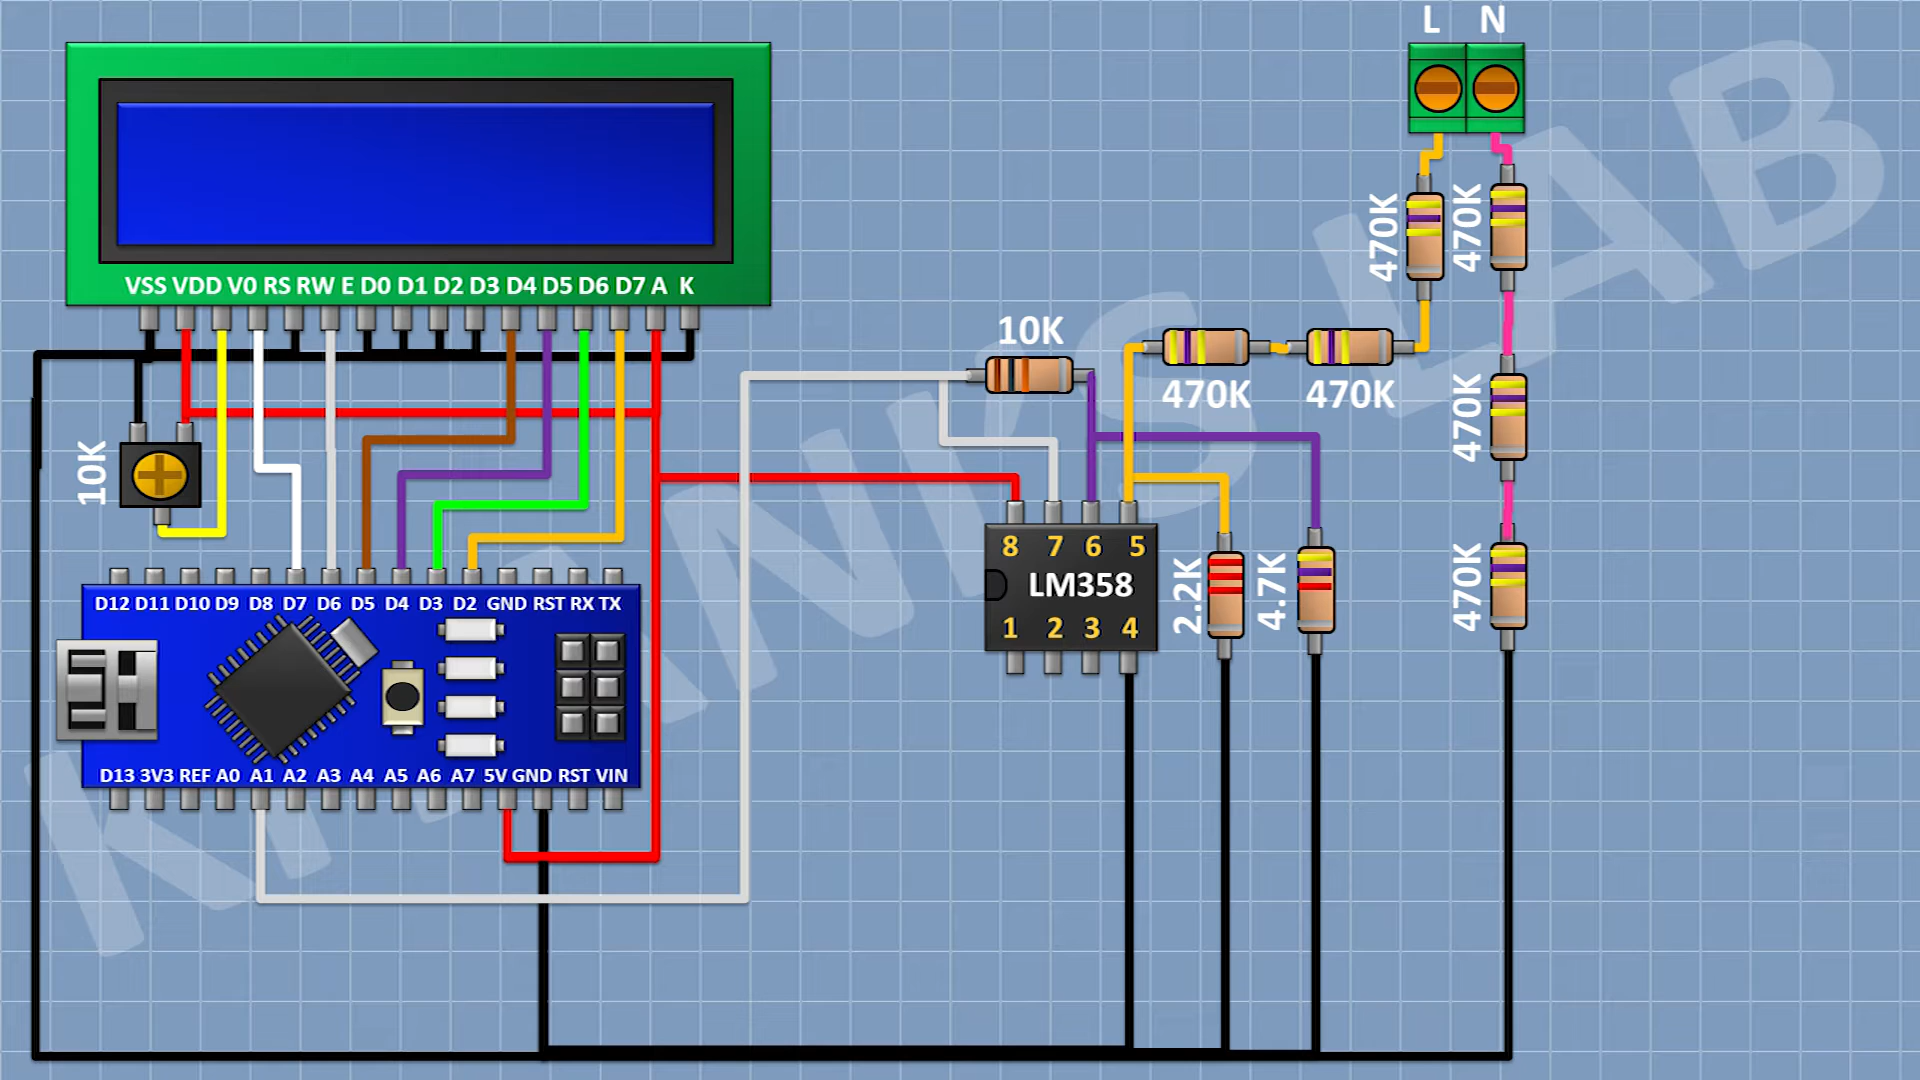 L N
VSS VDD V0 RS RW E D0 D1 D2 D3 D4 D5 D6 D7 A K
470K
470K
10K
470K
470K
10K
470K
8 7 6 5
LM358
1 2 3 4
2.2K
4.7K
470K
D12 D11 D10 D9 D8 D7 D6 D5 D4 D3 D2 GND RST RX TX
D13 3V3 REF A0 A1 A2 A3 A4 A5 A6 A7 5V GND RST VIN